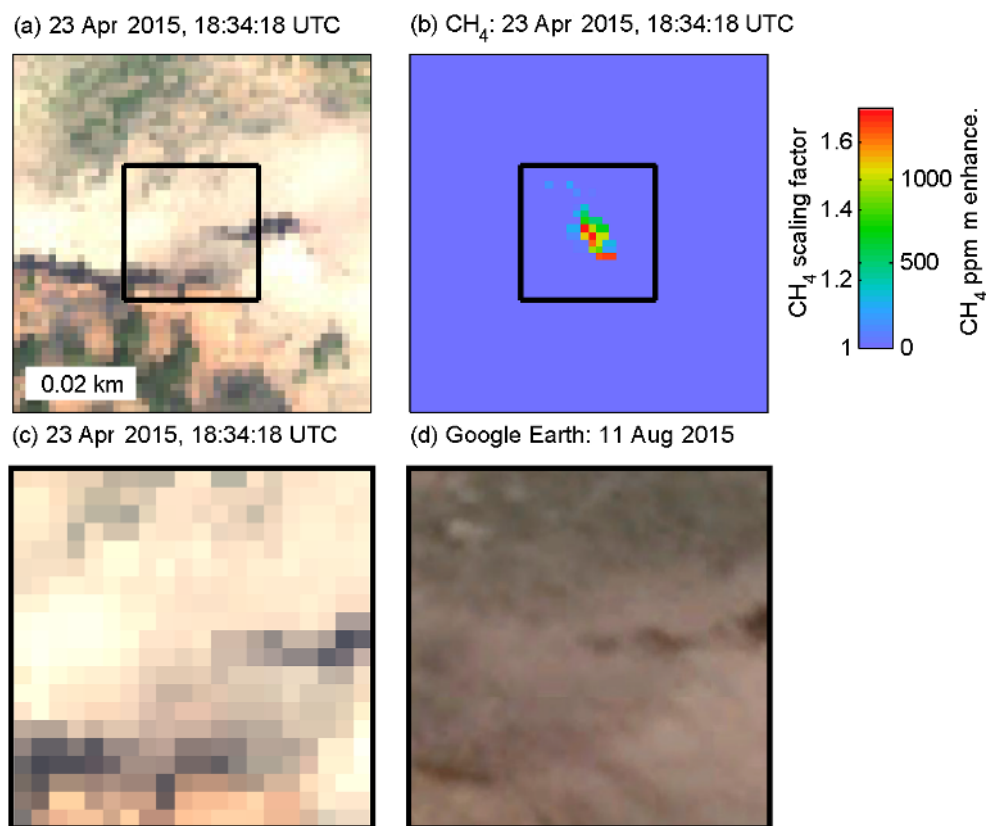 (a) 23 Apr 2015, 18:34:18 UTC
(b) CH₄: 23 Apr 2015, 18:34:18 UTC
0.02 km
CH₄ scaling factor
1.6
1.4
1.2
1
1000
500
0
CH₄ ppm m enhance.
(c) 23 Apr 2015, 18:34:18 UTC
(d) Google Earth: 11 Aug 2015